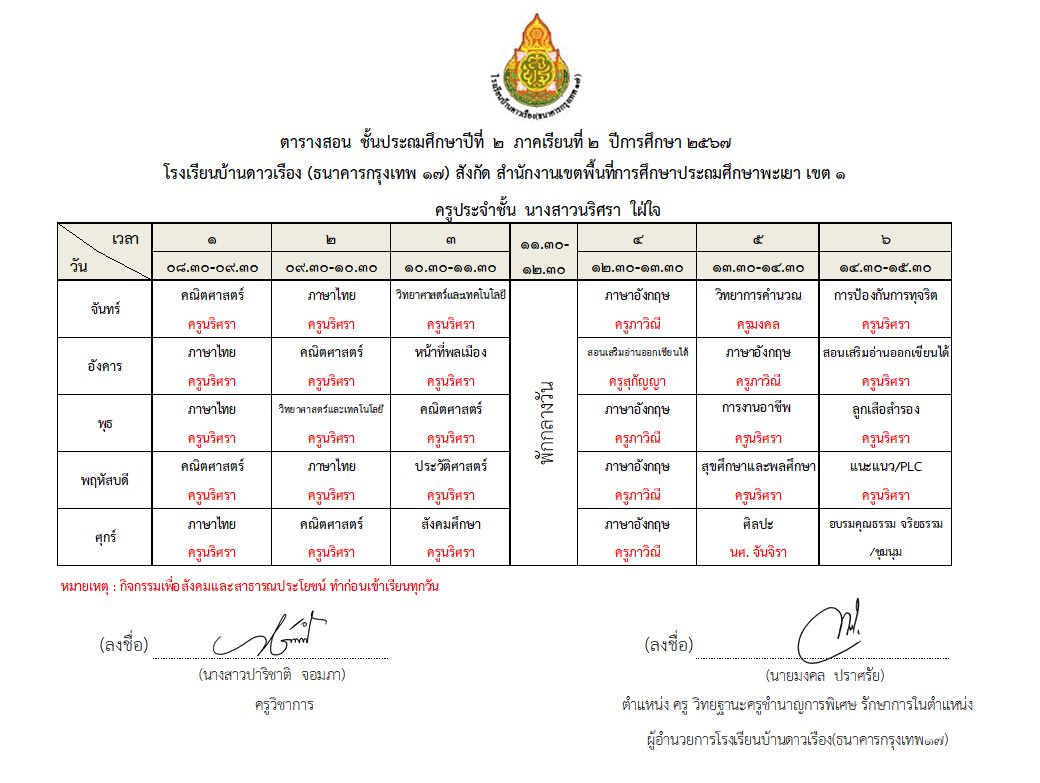 โรงเรียนบ้านดาวเรือง(ธนาคารกรุงเทพ ๑๗)
ตารางสอน ชั้นประถมศึกษาปีที่ ๒ ภาคเรียนที่ ๒ ปีการศึกษา ๒๕๖๗
โรงเรียนบ้านดาวเรือง (ธนาคารกรุงเทพ ๑๗) สังกัด สำนักงานเขตพื้นที่การศึกษาประถมศึกษาพะเยา เขต ๑
ครูประจำชั้น นางสาวนริศรา ใฝ่ใจ
เวลา ๑ ๒ ๓ ๑๑.๓๐- ๔ ๕ ๖
วัน ๐๘.๓๐-๐๙.๓๐ ๐๙.๓๐-๑๐.๓๐ ๑๐.๓๐-๑๑.๓๐ ๑๒.๓๐ ๑๒.๓๐-๑๓.๓๐ ๑๓.๓๐-๑๔.๓๐ ๑๔.๓๐-๑๕.๓๐
จันทร์ คณิตศาสตร์ ภาษาไทย วิทยาศาสตร์และเทคโนโลยี ภาษาอังกฤษ วิทยาการคำนวณ การป้องกันการทุจริต
ครูนริศรา ครูนริศรา ครูนริศรา ครูภาวิณี ครูมงคล ครูนริศรา
อังคาร ภาษาไทย คณิตศาสตร์ หน้าที่พลเมือง สอนเสริมอ่านออกเขียนได้ ภาษาอังกฤษ สอนเสริมอ่านออกเขียนได้
ครูนริศรา ครูนริศรา ครูนริศรา ครูสุกัญญา ครูภาวิณี ครูนริศรา
พักกลางวัน
พุธ ภาษาไทย วิทยาศาสตร์และเทคโนโลยี คณิตศาสตร์ ภาษาอังกฤษ การงานอาชีพ ลูกเสือสำรอง
ครูนริศรา ครูนริศรา ครูนริศรา ครูภาวิณี ครูนริศรา ครูนริศรา
พฤหัสบดี คณิตศาสตร์ ภาษาไทย ประวัติศาสตร์ ภาษาอังกฤษ สุขศึกษาและพลศึกษา แนะแนว/PLC
ครูนริศรา ครูนริศรา ครูนริศรา ครูภาวิณี ครูนริศรา ครูนริศรา
ศุกร์ ภาษาไทย คณิตศาสตร์ สังคมศึกษา ภาษาอังกฤษ ศิลปะ อบรมคุณธรรม จริยธรรม
ครูนริศรา ครูนริศรา ครูนริศรา ครูภาวิณี นศ. จันจิรา /ชุมนุม
หมายเหตุ : กิจกรรมเพื่อสังคมและสาธารณประโยชน์ ทำก่อนเข้าเรียนทุกวัน
(ลงชื่อ) (ลงชื่อ)
(นางสาวปาริชาติ จอมภา) (นายมงคล ปราศรัย)
ครูวิชาการ ตำแหน่ง ครู วิทยฐานะครูชำนาญการพิเศษ รักษาการในตำแหน่ง
ผู้อำนวยการโรงเรียนบ้านดาวเรือง(ธนาคารกรุงเทพ๑๗)